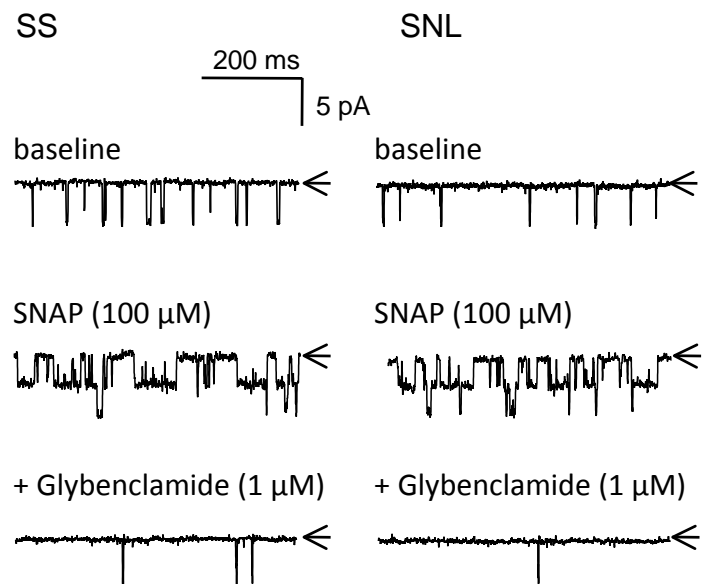 SS
SNL
200 ms
5 pA
baseline
baseline
SNAP (100 µM)
SNAP (100 µM)
+ Glybenclamide (1 µM)
+ Glybenclamide (1 µM)